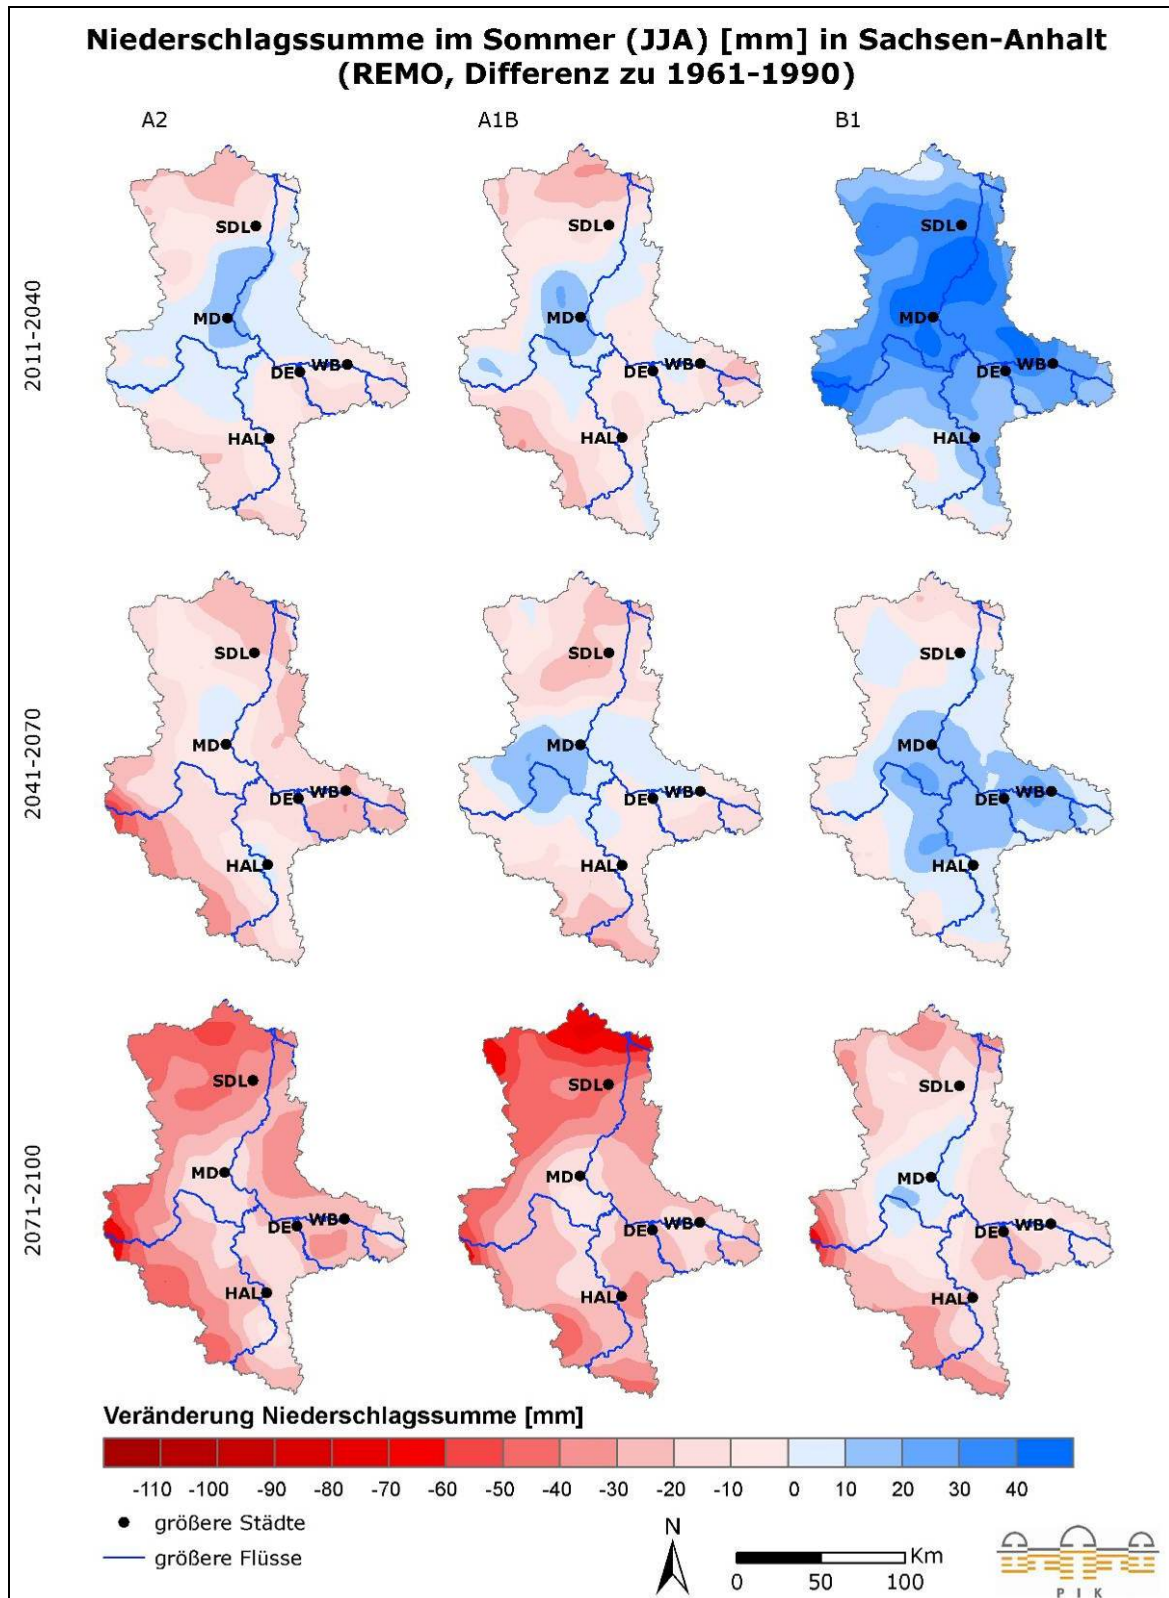 Niederschlagssumme im Sommer (JJA) [mm] in Sachsen-Anhalt
(REMO, Differenz zu 1961-1990)
A2 A1B B1
2011-2040
SDL SDL SDL
MD MD MD
DE WB DE WB DE WB
HAL HAL HAL
2041-2070
SDL SDL SDL
MD MD MD
DE WB DE WB DE WB
HAL HAL HAL
2071-2100
SDL SDL SDL
MD MD MD
DE WB DE WB DE WB
HAL HAL HAL
Veränderung Niederschlagssumme [mm]
-110 -100 -90 -80 -70 -60 -50 -40 -30 -20 -10 0 10 20 30 40
größere Städte
größere Flüsse
N
Km
0 50 100
P I K